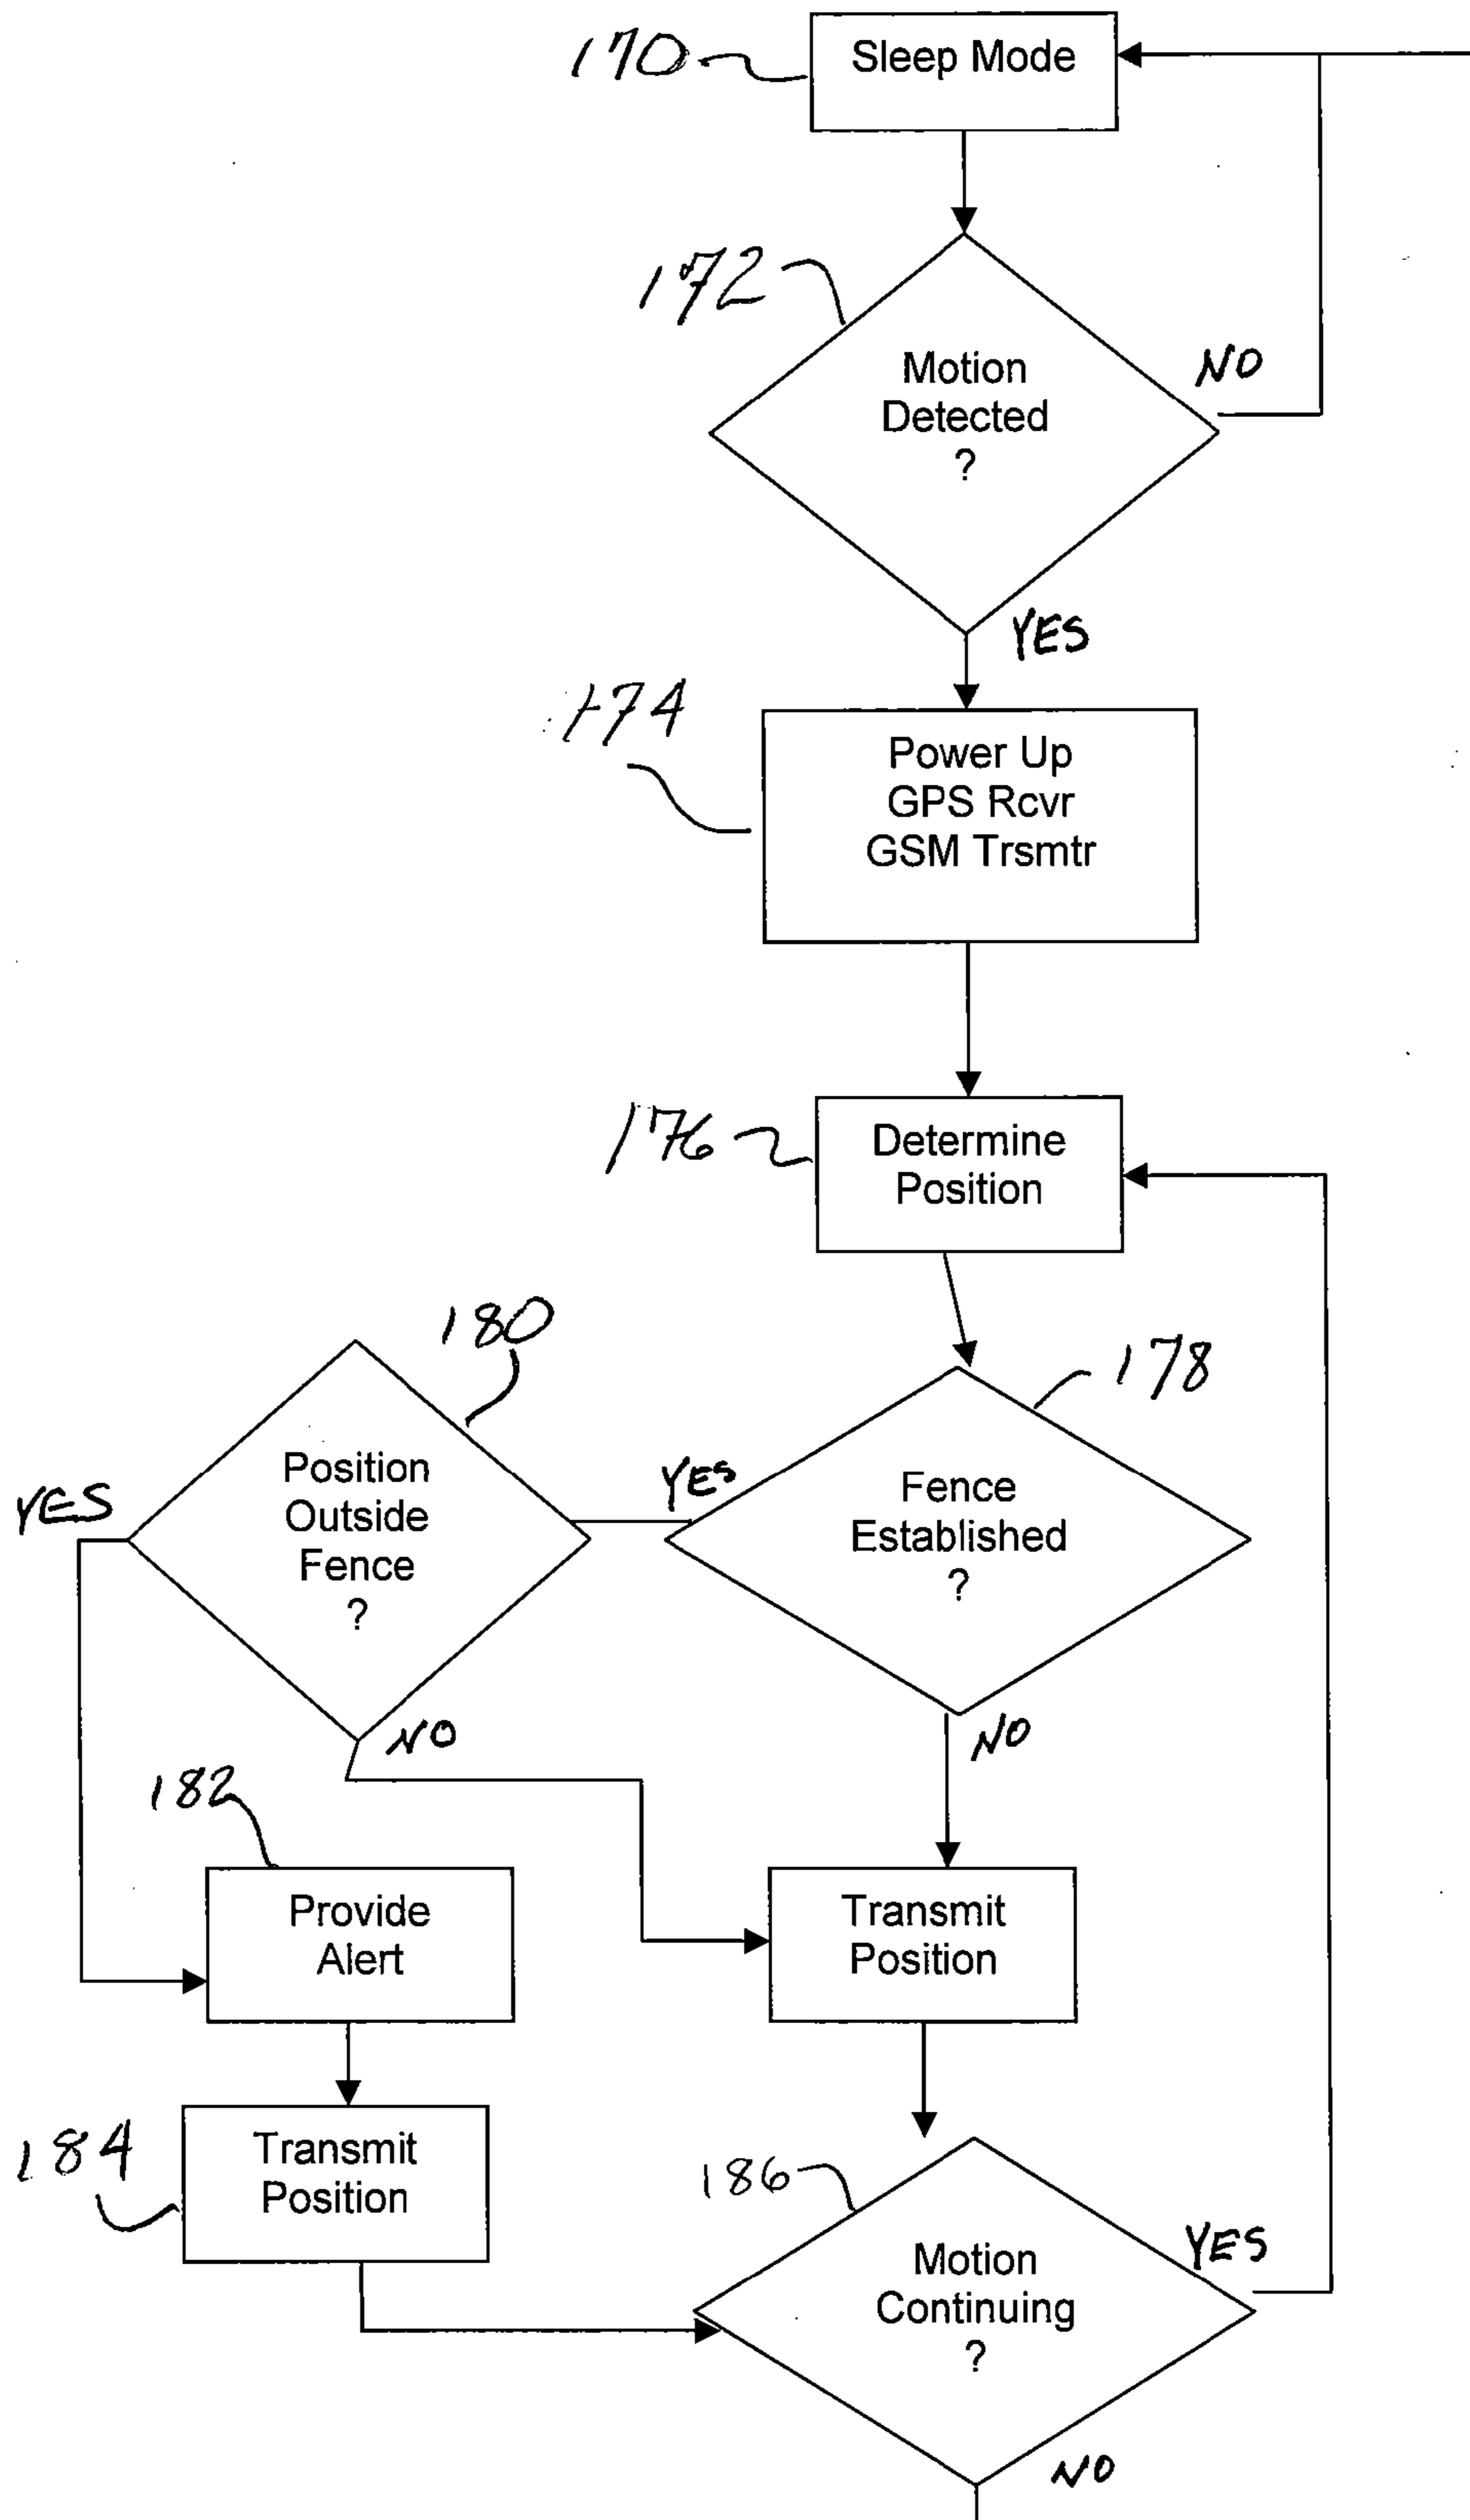 170
Sleep Mode
172
Motion
Detected
?
NO
YES
174
Power Up
GPS Rcvr
GSM Trsmtr
176
Determine
Position
180
178
Position
Outside
Fence
?
YES
YES
Fence
Established
?
NO
NO
182
Provide
Alert
Transmit
Position
184
Transmit
Position
186
Motion
Continuing
?
YES
NO